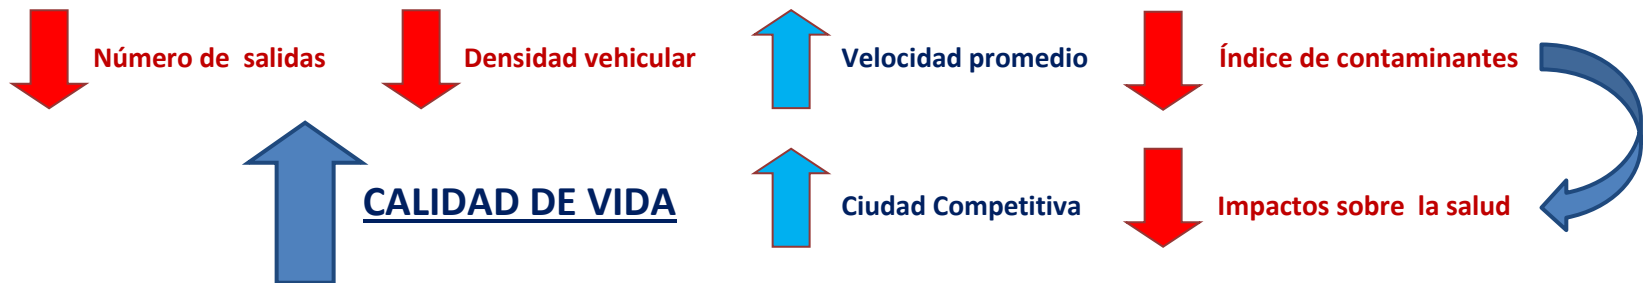 Número de  salidas
Densidad vehicular
Velocidad promedio
Índice de contaminantes
CALIDAD DE VIDA
Ciudad Competitiva
Impactos sobre  la salud